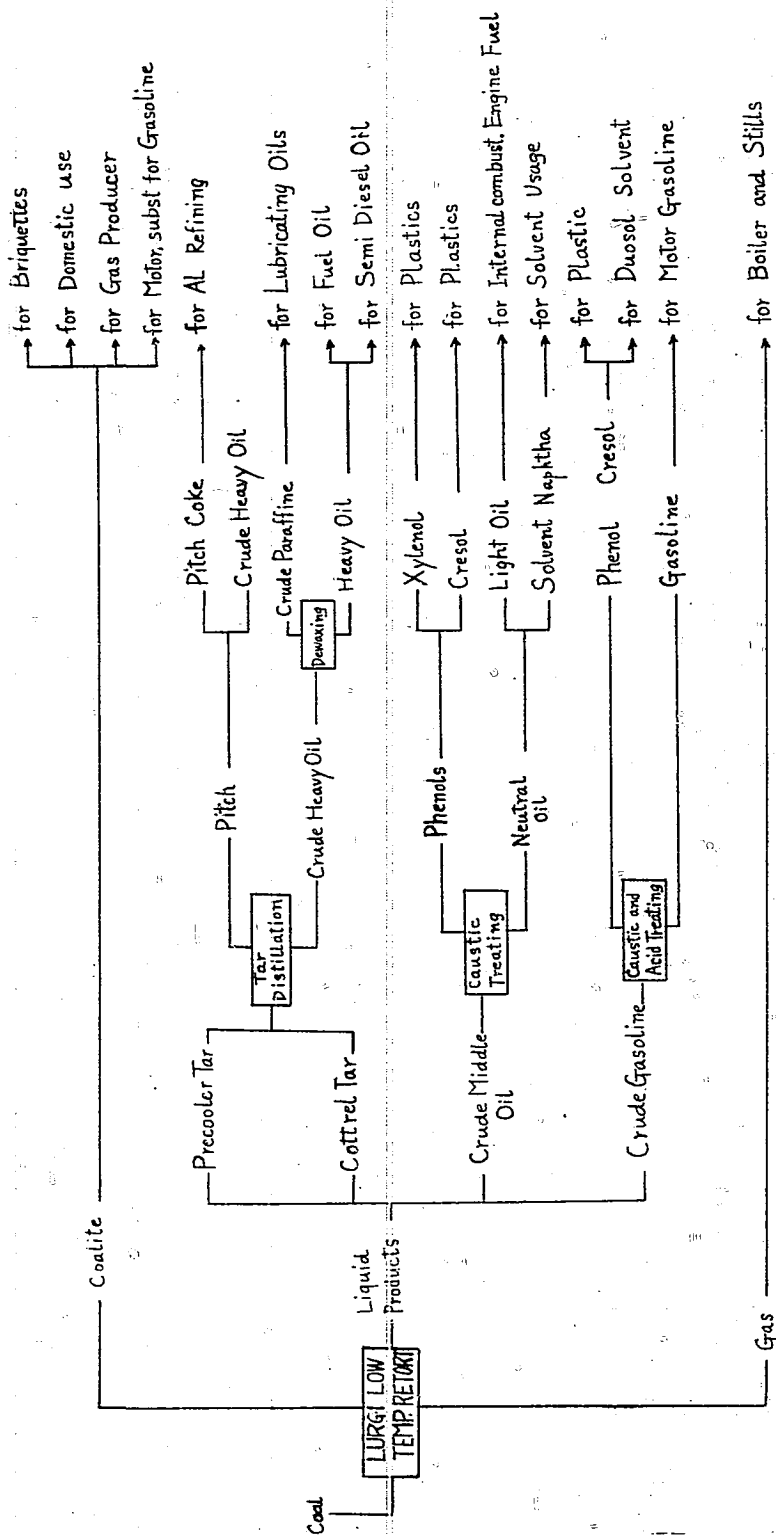 Coal
LURGI LOW
TEMP. RETORT
Coalite
for Briquettes
for Domestic use
for Gas Producer
for Motor, subst for Gasoline
Liquid
Products
Precooler Tar
Cottrel Tar
Tar
Distillation
Pitch
Pitch Coke
for Al Refining
Crude Heavy Oil
Crude Heavy Oil
Dewaxing
Crude Paraffine
for Lubricating Oils
Heavy Oil
for Fuel Oil
for Semi Diesel Oil
Crude Middle
Oil
Caustic
Treating
Phenols
Xylenol
for Plastics
Cresol
for Plastics
Neutral
Oil
Light Oil
for Internal combust. Engine Fuel
Solvent Naphtha
for Solvent Usage
Crude Gasoline
Caustic and
Acid Treating
Phenol
Cresol
for Plastic
for Duosol Solvent
Gasoline
for Motor Gasoline
Gas
for Boiler and Stills